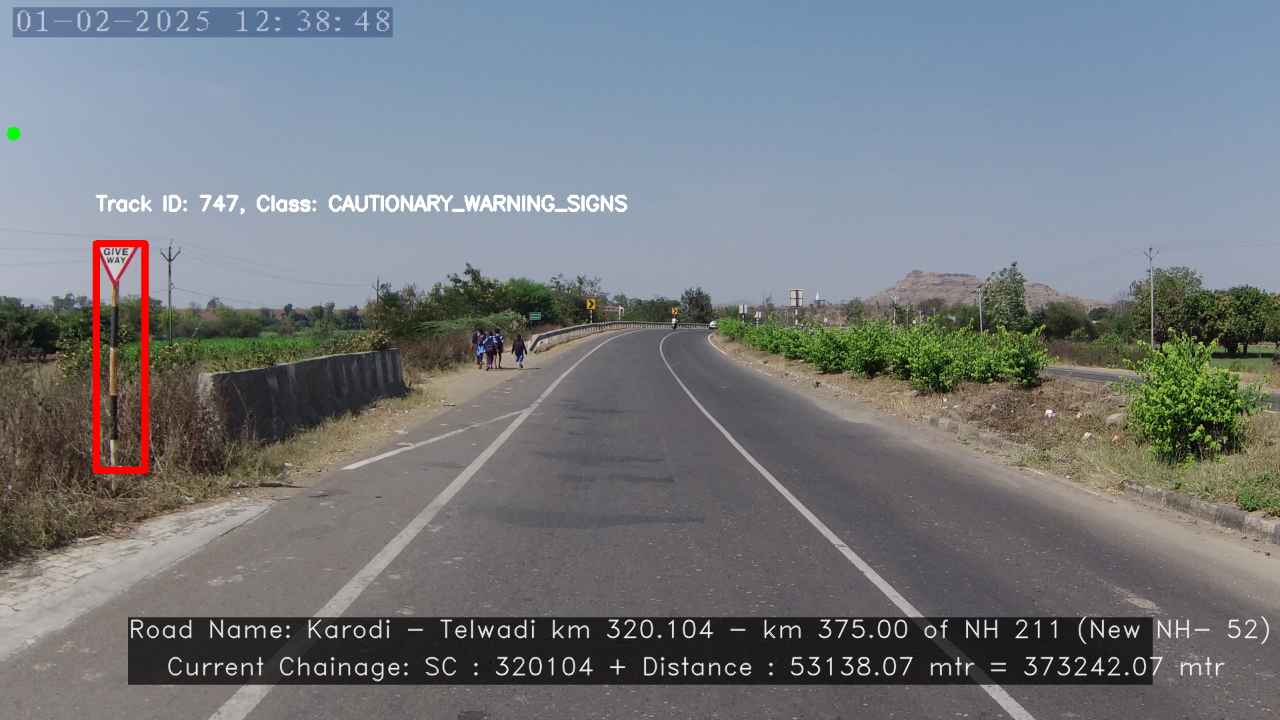 01-02-2025 12:38:48
Track ID: 747, Class: CAUTIONARY_WARNING_SIGNS
GIVE
WAY
Road Name: Karodi - Telwadi km 320.104 - km 375.00 of NH 211 (New NH- 52)
Current Chainage: SC : 320104 + Distance : 53138.07 mtr = 373242.07 mtr